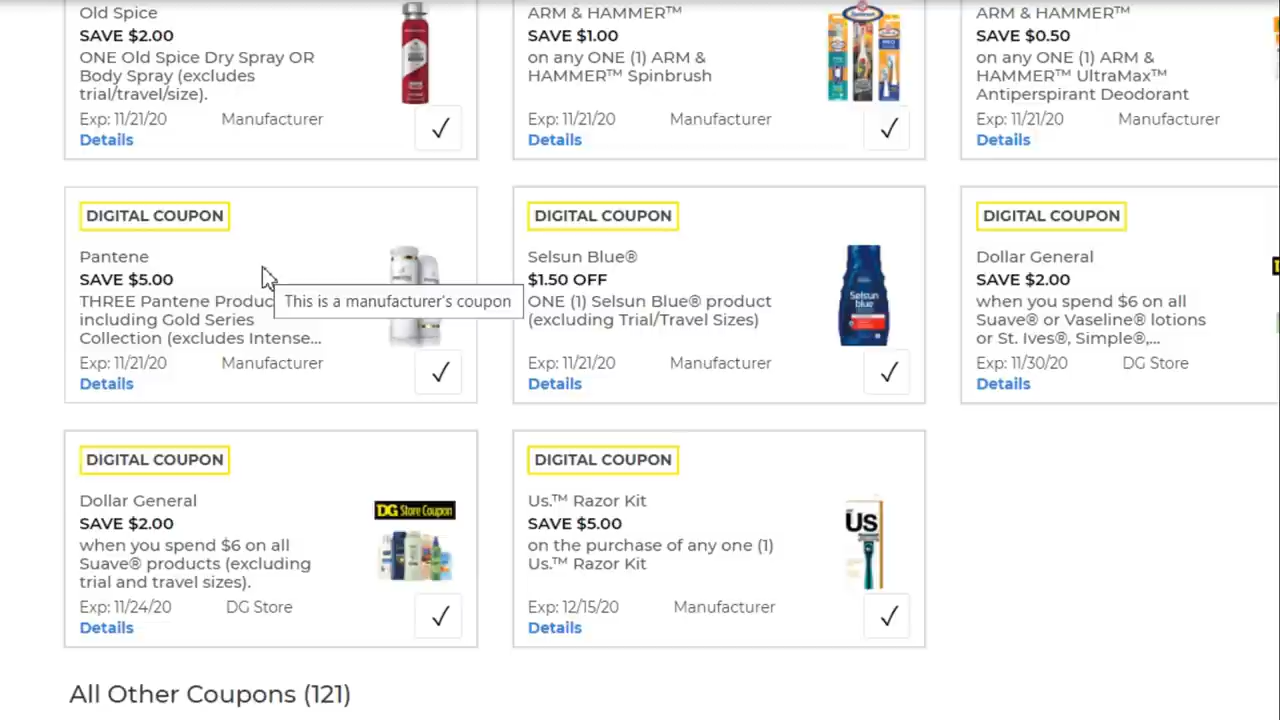 Old Spice
SAVE $2.00
ONE Old Spice Dry Spray OR
Body Spray (excludes
trial/travel/size).
Exp: 11/21/20 Manufacturer
Details
✓
ARM & HAMMER™
SAVE $1.00
on any ONE (1) ARM &
HAMMER™ Spinbrush
Exp: 11/21/20 Manufacturer
Details
✓
ARM & HAMMER™
SAVE $0.50
on any ONE (1) ARM &
HAMMER™ UltraMax™
Antiperspirant Deodorant
Exp: 11/21/20 Manufacturer
Details
DIGITAL COUPON
Pantene
SAVE $5.00
THREE Pantene Produc
including Gold Series
Collection (excludes Intense...
This is a manufacturer's coupon
Exp: 11/21/20 Manufacturer
Details
✓
DIGITAL COUPON
Selsun Blue®
$1.50 OFF
ONE (1) Selsun Blue® product
(excluding Trial/Travel Sizes)
Selsun
blue
Exp: 11/21/20 Manufacturer
Details
✓
DIGITAL COUPON
Dollar General
SAVE $2.00
when you spend $6 on all
Suave® or Vaseline® lotions
or St. Ives®, Simple®,...
Exp: 11/30/20 DG Store
Details
DIGITAL COUPON
Dollar General
SAVE $2.00
when you spend $6 on all
Suave® products (excluding
trial and travel sizes).
DG Store Coupon
Exp: 11/24/20 DG Store
Details
✓
DIGITAL COUPON
Us.™ Razor Kit
SAVE $5.00
on the purchase of any one (1)
Us.™ Razor Kit
US
Exp: 12/15/20 Manufacturer
Details
✓
All Other Coupons (121)